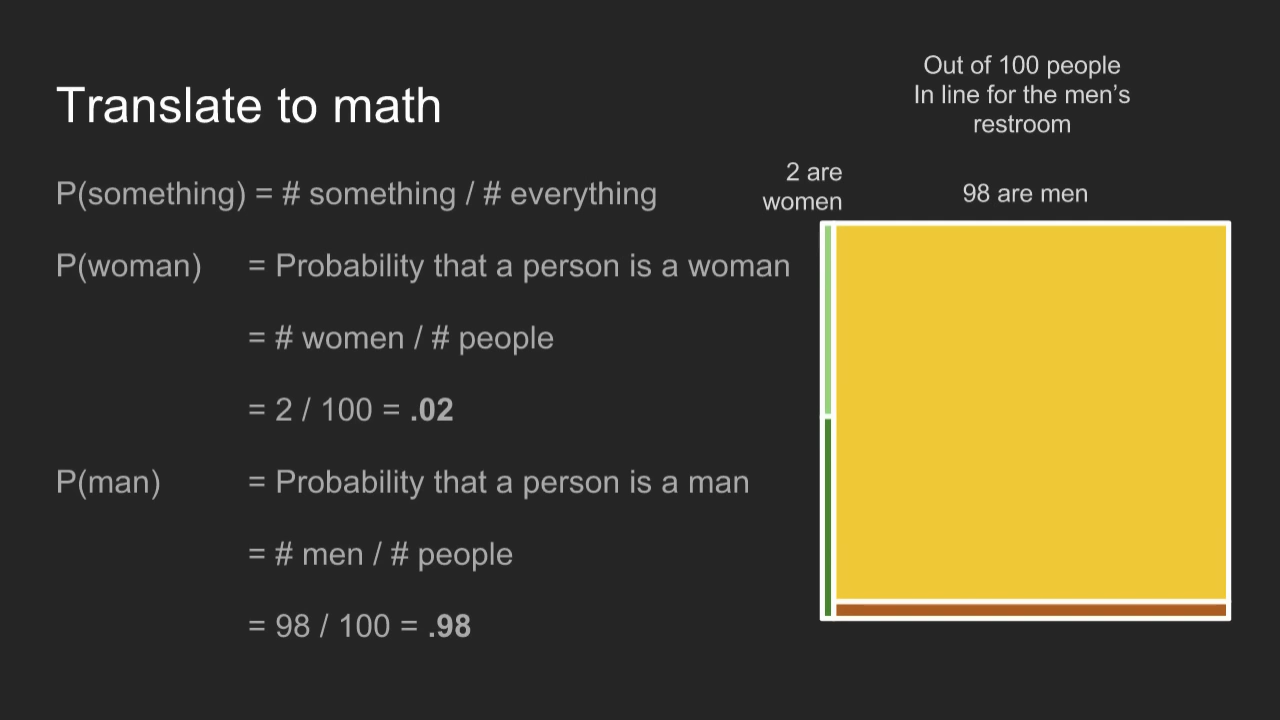 Translate to math
P(something) = # something / # everything
P(woman) = Probability that a person is a woman
= # women / # people
= 2 / 100 = .02
P(man) = Probability that a person is a man
= # men / # people
= 98 / 100 = .98
Out of 100 people
In line for the men’s
restroom
2 are
women
98 are men